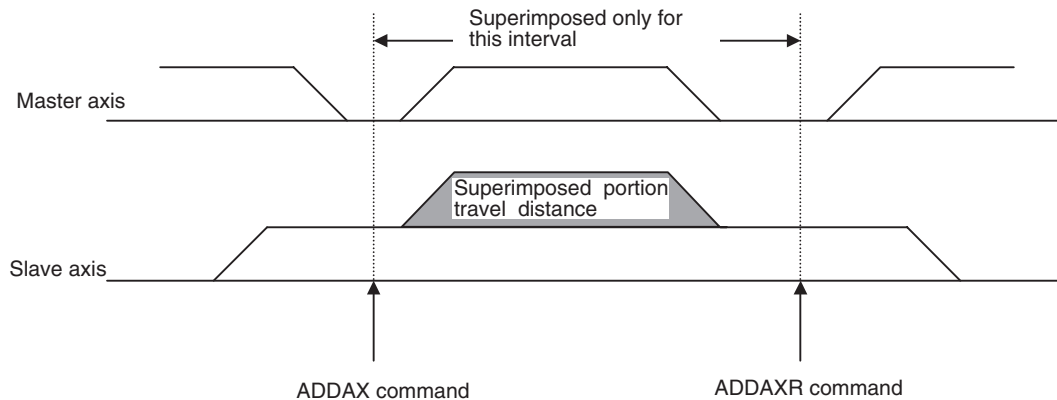 Superimposed only for
this interval
Master axis
Superimposed portion
travel distance
Slave axis
ADDAX command
ADDAXR command